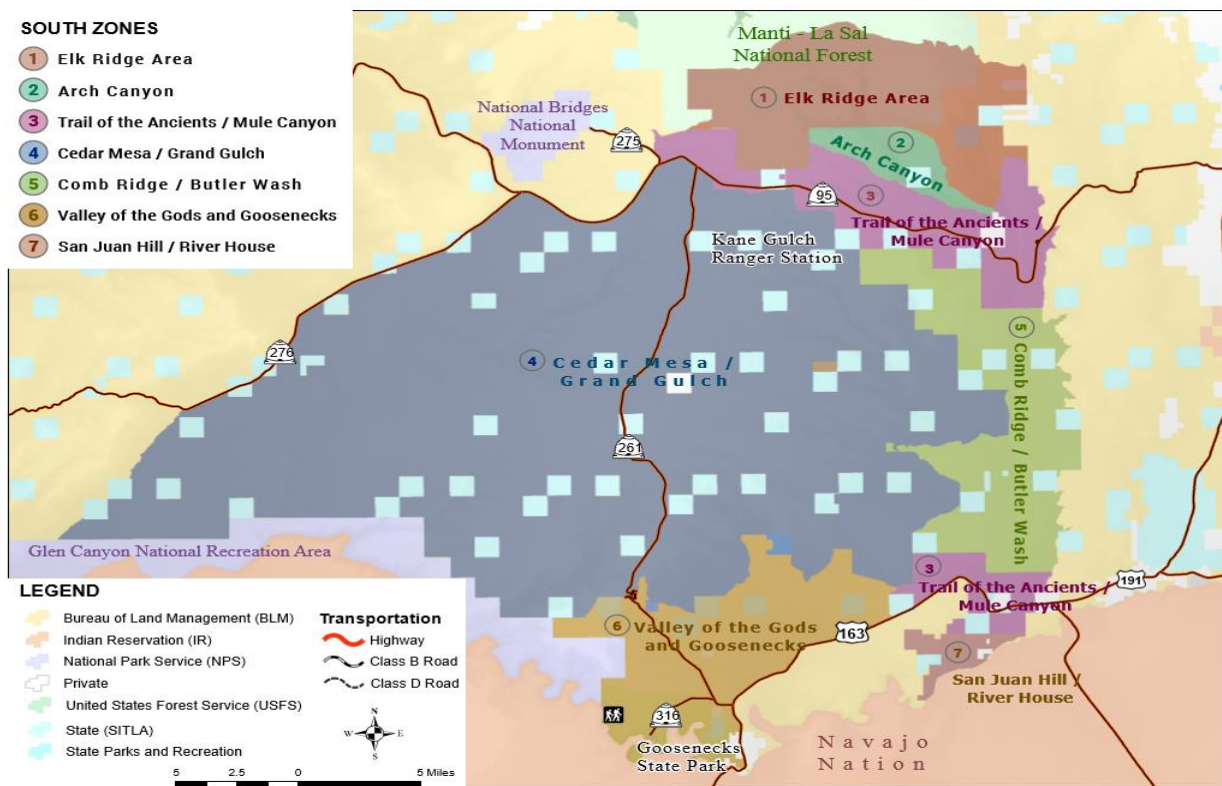 SOUTH ZONES
1 Elk Ridge Area
2 Arch Canyon
3 Trail of the Ancients / Mule Canyon
4 Cedar Mesa / Grand Gulch
5 Comb Ridge / Butler Wash
6 Valley of the Gods and Goosenecks
7 San Juan Hill / River House
Manti - La Sal
National Forest
1 Elk Ridge Area
National Bridges
National
Monument
275
2
Arch Canyon
95
3
Trail of the Ancients /
Mule Canyon
Kane Gulch
Ranger Station
276
4 Cedar Mesa /
Grand Gulch
5 Comb Ridge / Butler Wash
261
Glen Canyon National Recreation Area
3
Trail of the Ancients /
Mule Canyon
191
6 Valley of the Gods
and Goosenecks
163
7
San Juan Hill /
River House
316
Goosenecks
State Park
Navajo
Nation
LEGEND
Bureau of Land Management (BLM)
Indian Reservation (IR)
National Park Service (NPS)
Private
United States Forest Service (USFS)
State (SITLA)
State Parks and Recreation
Transportation
Highway
Class B Road
Class D Road
N
W E
S
5 2.5 0 5 Miles